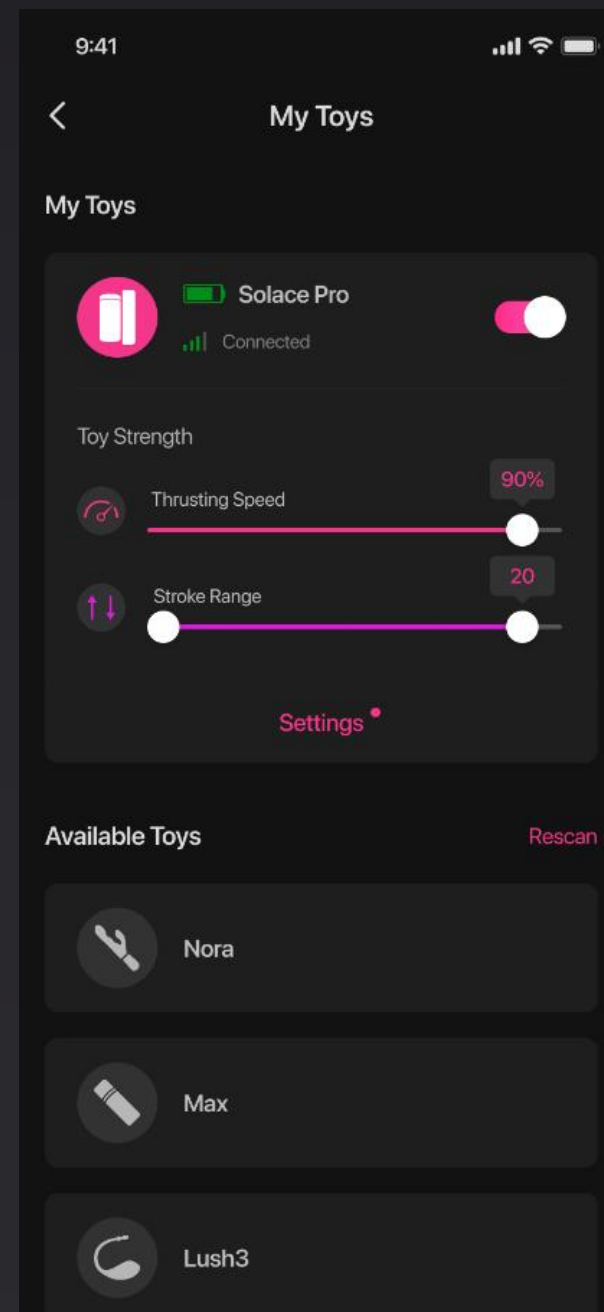 9:41
My Toys
My Toys
Solace Pro
Connected
Toy Strength
90%
Thrusting Speed
20
Stroke Range
Settings
Available Toys Rescan
Nora
Max
Lush3